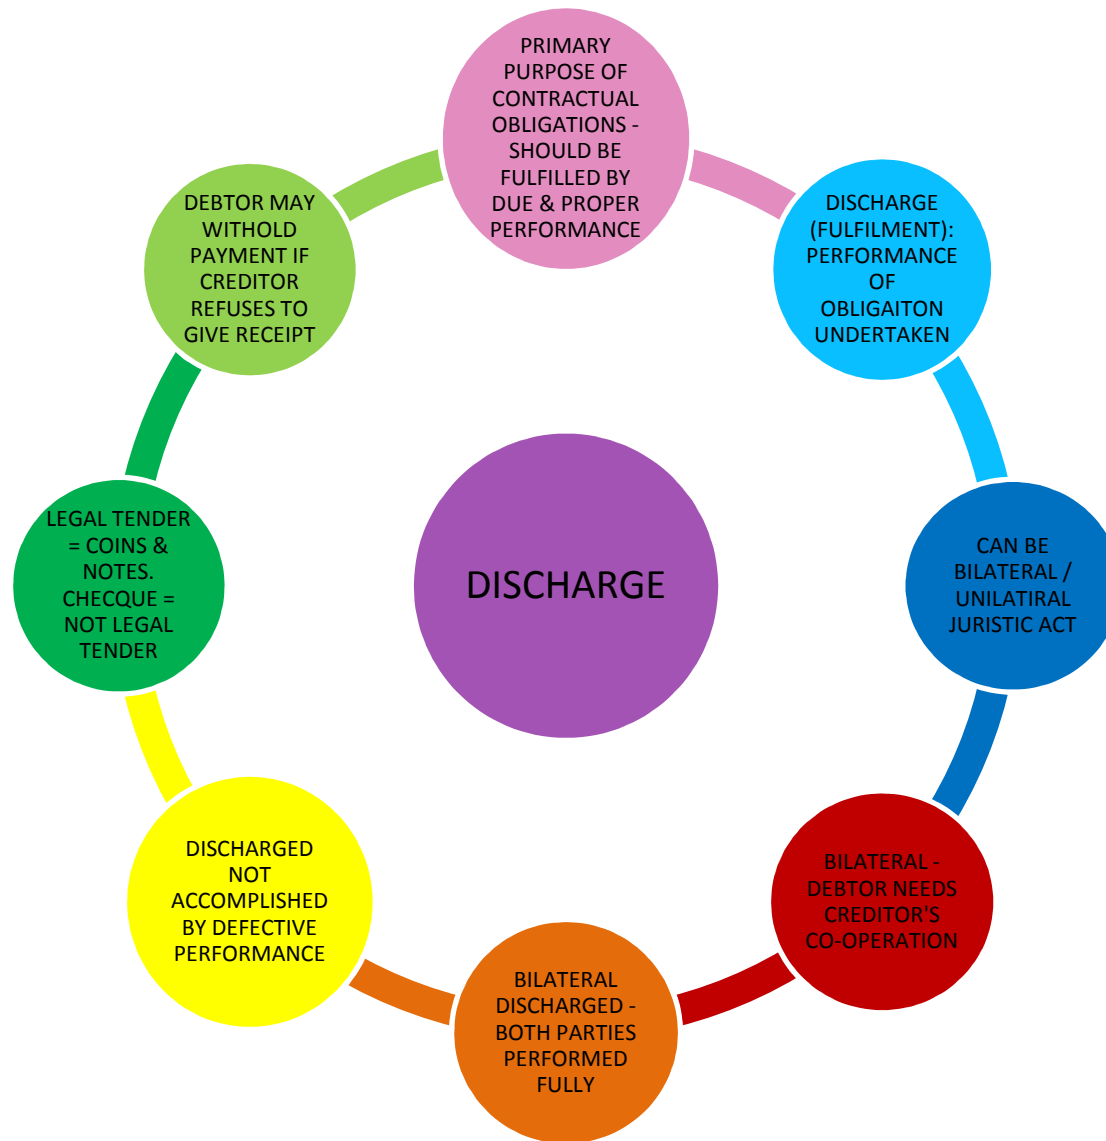 PRIMARY
PURPOSE OF
CONTRACTUAL
OBLIGATIONS -
SHOULD BE
FULFILLED BY
DUE & PROPER
PERFORMANCE
DISCHARGE
(FULFILMENT):
PERFORMANCE
OF
OBLIGAITON
UNDERTAKEN
CAN BE
BILATERAL /
UNILATIRAL
JURISTIC ACT
BILATERAL -
DEBTOR NEEDS
CREDITOR'S
CO-OPERATION
BILATERAL
DISCHARGED -
BOTH PARTIES
PERFORMED
FULLY
DISCHARGED
NOT
ACCOMPLISHED
BY DEFECTIVE
PERFORMANCE
LEGAL TENDER
= COINS &
NOTES.
CHECQUE =
NOT LEGAL
TENDER
DEBTOR MAY
WITHOLD
PAYMENT IF
CREDITOR
REFUSES TO
GIVE RECEIPT
DISCHARGE